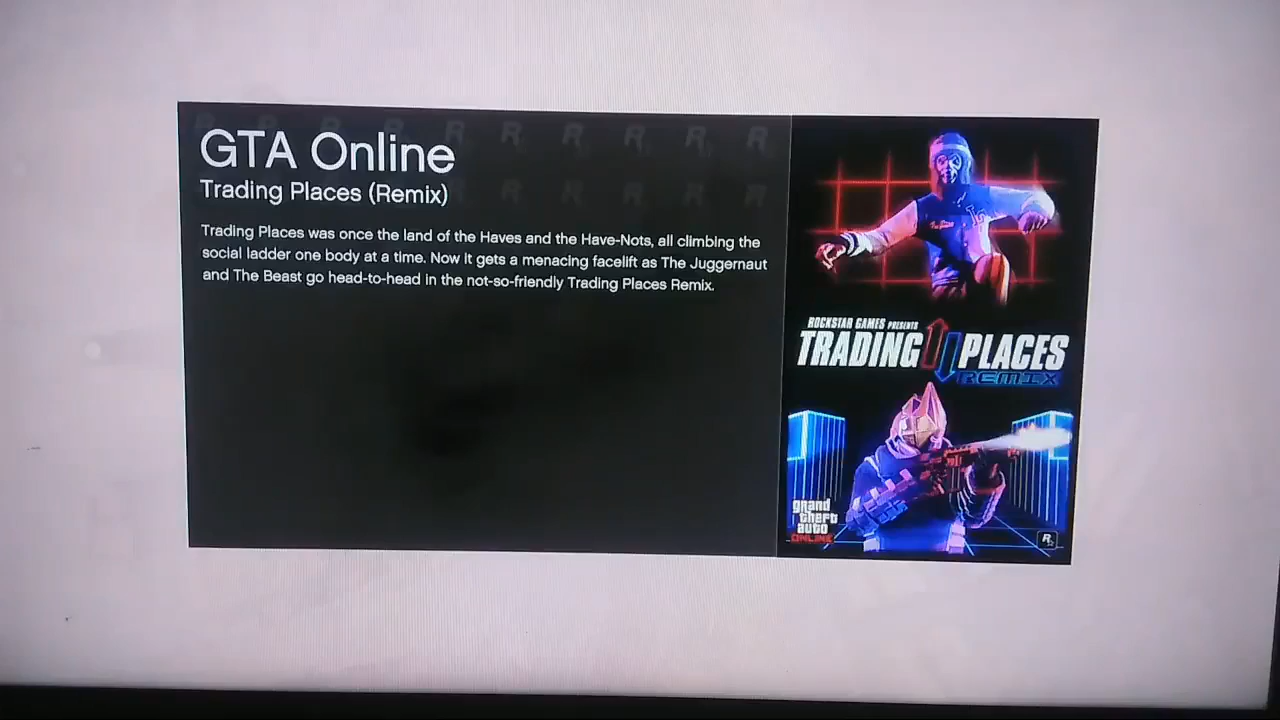 GTA Online
Trading Places (Remix)
Trading Places was once the land of the Haves and the Have-Nots, all climbing the
social ladder one body at a time. Now it gets a menacing facelift as The Juggernaut
and The Beast go head-to-head in the not-so-friendly Trading Places Remix.
ROCKSTAR GAMES PRESENTS
TRADING PLACES
REMIX
grand
theft
auto
ONLINE
R